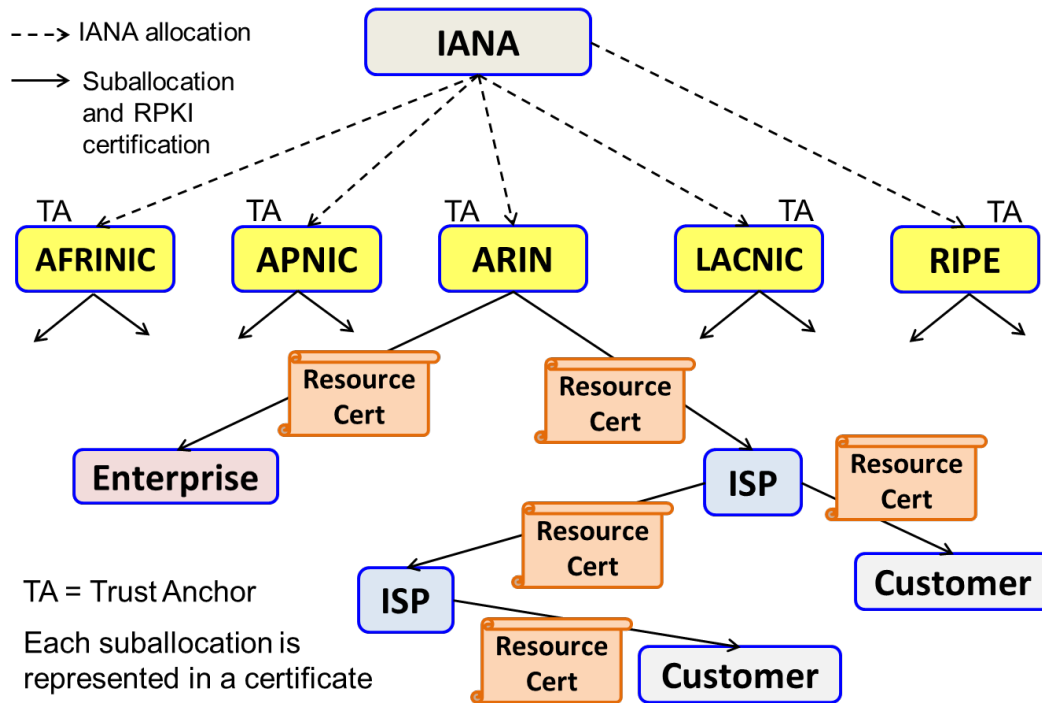 IANA allocation
Suballocation
and RPKI
certification
IANA
TA
TA
TA
TA
TA
AFRINIC
APNIC
ARIN
LACNIC
RIPE
Resource
Cert
Resource
Cert
Enterprise
ISP
Resource
Cert
Resource
Cert
ISP
Customer
Resource
Cert
Customer
TA = Trust Anchor
Each suballocation is
represented in a certificate